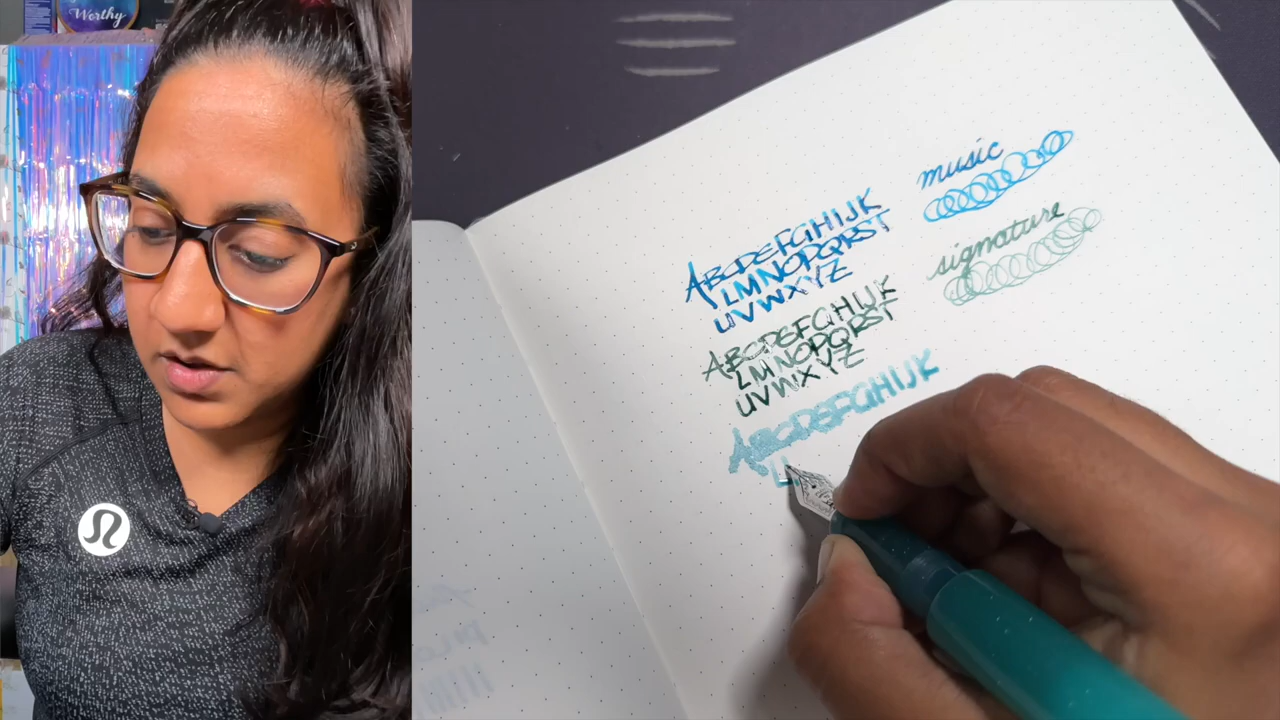 Worthy
ABCDEFGHIJK
LMNOPQRST
UVWXYZ
music
ABCDEFGHIJK
LMNOPQRST
UVWXYZ
signature
ABCDEFGHIJK
L